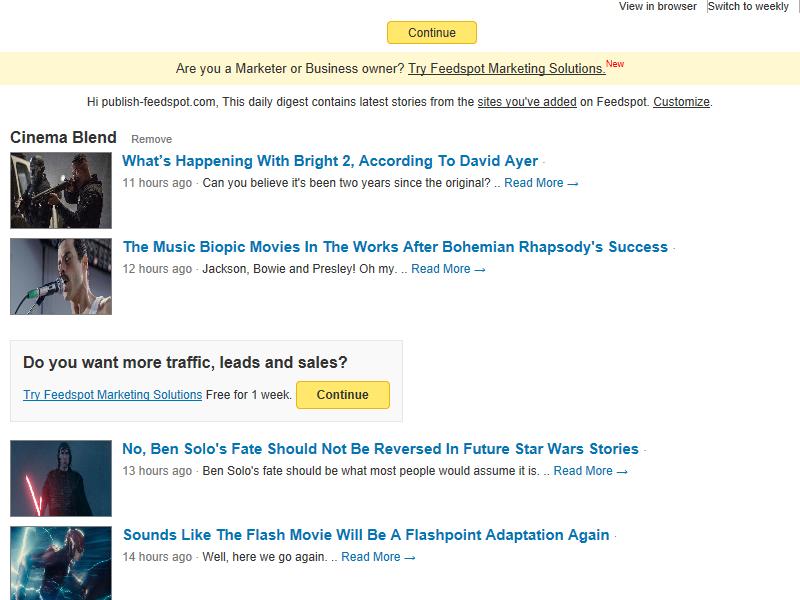 View in browser Switch to weekly
Continue
Are you a Marketer or Business owner? Try Feedspot Marketing Solutions. New
Hi publish-feedspot.com, This daily digest contains latest stories from the sites you've added on Feedspot. Customize.
Cinema Blend Remove
What's Happening With Bright 2, According To David Ayer ·
11 hours ago · Can you believe it's been two years since the original? .. Read More →
The Music Biopic Movies In The Works After Bohemian Rhapsody's Success ·
12 hours ago · Jackson, Bowie and Presley! Oh my. .. Read More →
Do you want more traffic, leads and sales?
Try Feedspot Marketing Solutions Free for 1 week. Continue
No, Ben Solo's Fate Should Not Be Reversed In Future Star Wars Stories ·
13 hours ago · Ben Solo's fate should be what most people would assume it is. .. Read More →
Sounds Like The Flash Movie Will Be A Flashpoint Adaptation Again ·
14 hours ago · Well, here we go again. .. Read More →